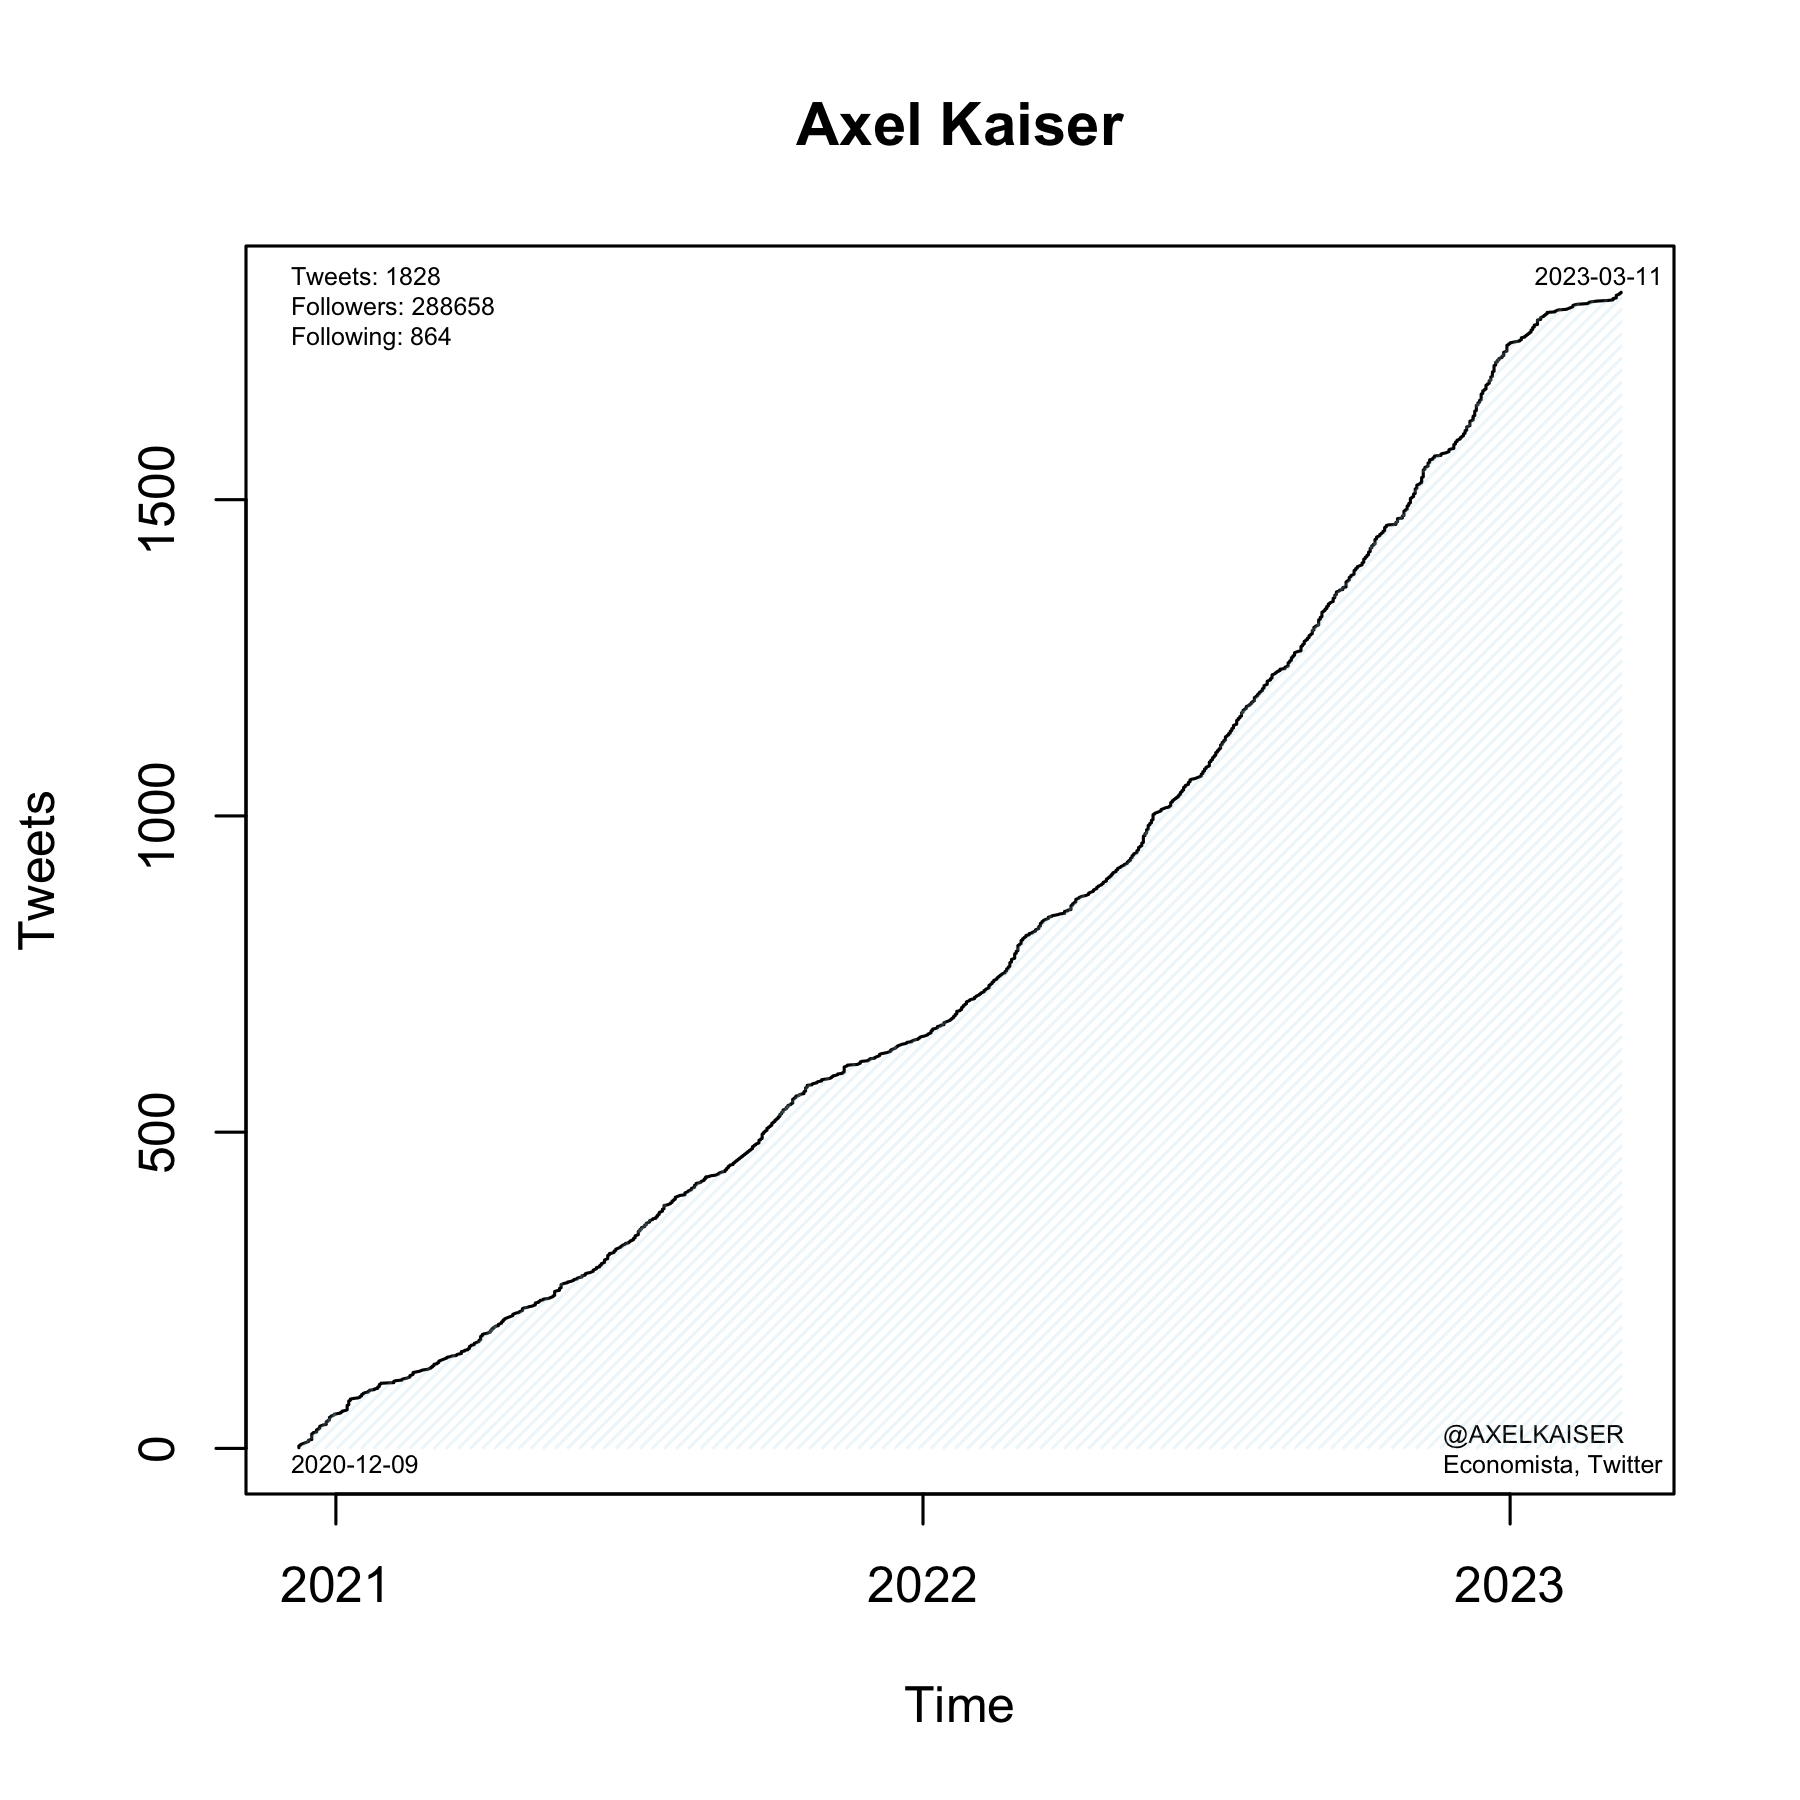 Axel Kaiser
Tweets: 1828
Followers: 288658
Following: 864
2023-03-11
1500
1000
500
0
Tweets
2020-12-09
@AXELKAISER
Economista, Twitter
2021
2022
2023
Time